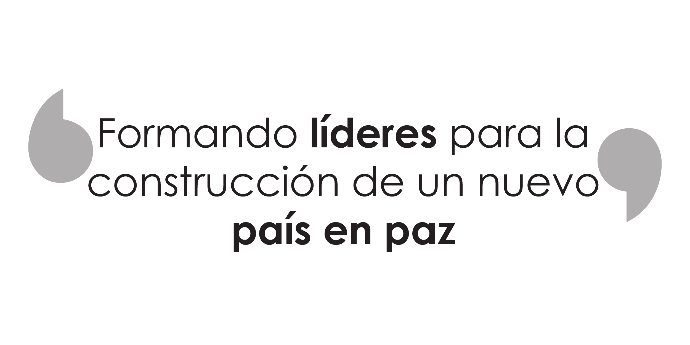 ‘Formando líderes para la
construcción de un nuevo’
país en paz